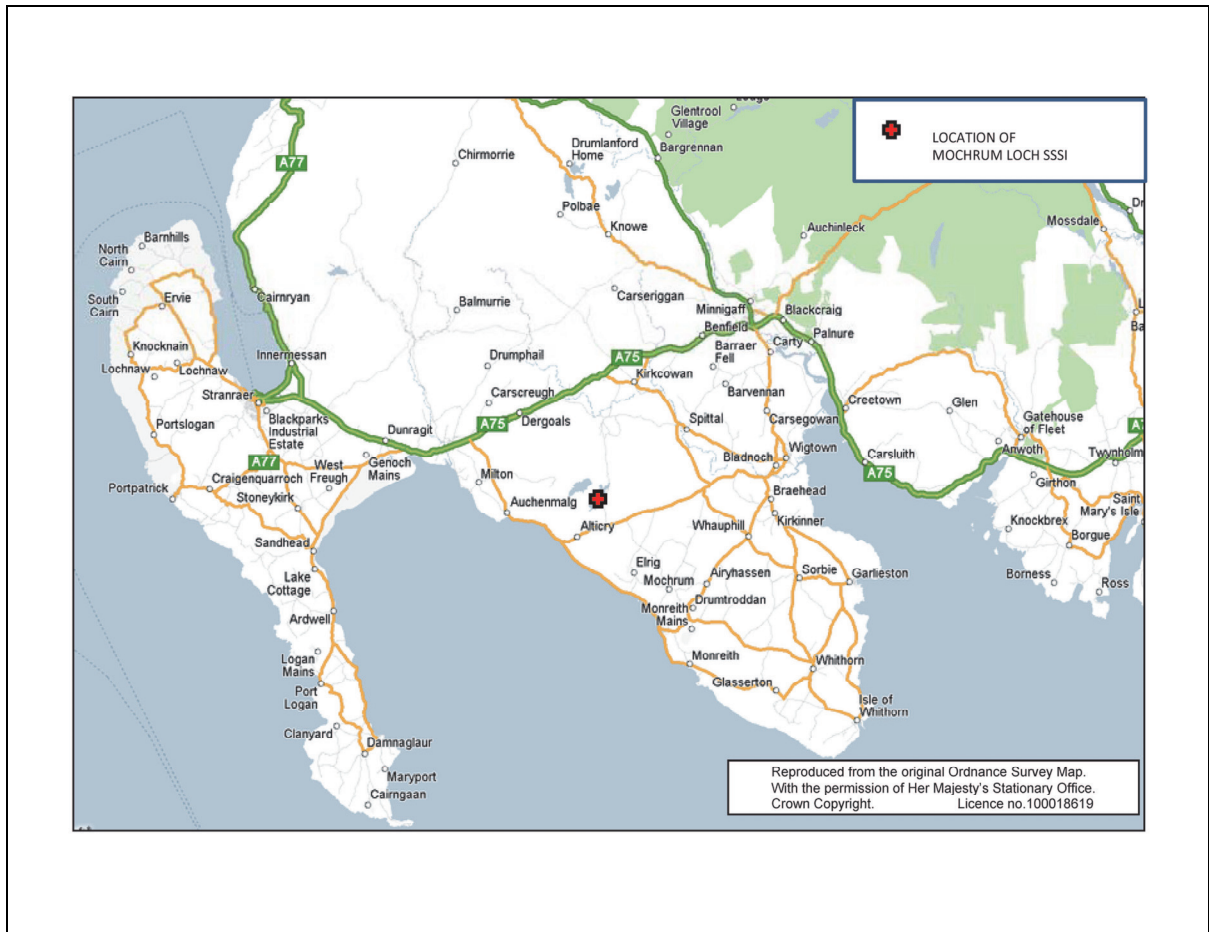 Glentrool
Village
Bargrennan
LOCATION OF
MOCHRUM LOCH SSSI
A77
Chirmorrie
Drumlanford
Home
Polbae
Knowe
Auchinleck
Mossdale
Barnhills
North
Cairn
South
Cairn
Ervie
Cairnryan
Balmurrie
Carseriggan
Minnigaff
Blackcraig
Benfield
Palnure
Knocknain
Lochnaw
Lochnaw
Innermessan
Drumphail
A75
Barraer
Fell
Carty
Kirkcowan
Stranraer
Carscreugh
Barvennan
Creetown
Glen
Blackparks
Industrial
Estate
Portslogan
Dunragit
A75
Dergoals
Spittal
Carsegowan
Gatehouse
of Fleet
Anwoth
A77
West
Freugh
Genoch
Mains
Bladnoch
Wigtown
Carsluith
A75
Twynholm
Girthon
Craigenquarroch
Portpatrick
Stoneykirk
Milton
Auchenmalg
Braehead
Saint
Mary's Isle
Alticry
Whauphill
Kirkinner
Knockbrex
Borgue
Sandhead
Elrig
Mochrum
Airyhassen
Sorbie
Garlieston
Borness
Ross
Lake
Cottage
Monreith
Mains
Drumtroddan
Ardwell
Logan
Mains
Monreith
Whithorn
Port
Logan
Glasserton
Isle of
Whithorn
Clanyard
Damnaglaur
Maryport
Cairngaan
Reproduced from the original Ordnance Survey Map.
With the permission of Her Majesty's Stationary Office.
Crown Copyright. Licence no.100018619